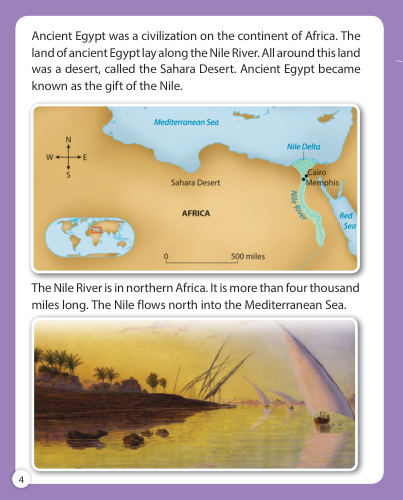 Ancient Egypt was a civilization on the continent of Africa. The
land of ancient Egypt lay along the Nile River. All around this land
was a desert, called the Sahara Desert. Ancient Egypt became
known as the gift of the Nile.
Mediterranean Sea
N
W E
S
Nile Delta
Cairo
Memphis
Sahara Desert
AFRICA
Nile River
Red
Sea
0 500 miles
The Nile River is in northern Africa. It is more than four thousand
miles long. The Nile flows north into the Mediterranean Sea.
4